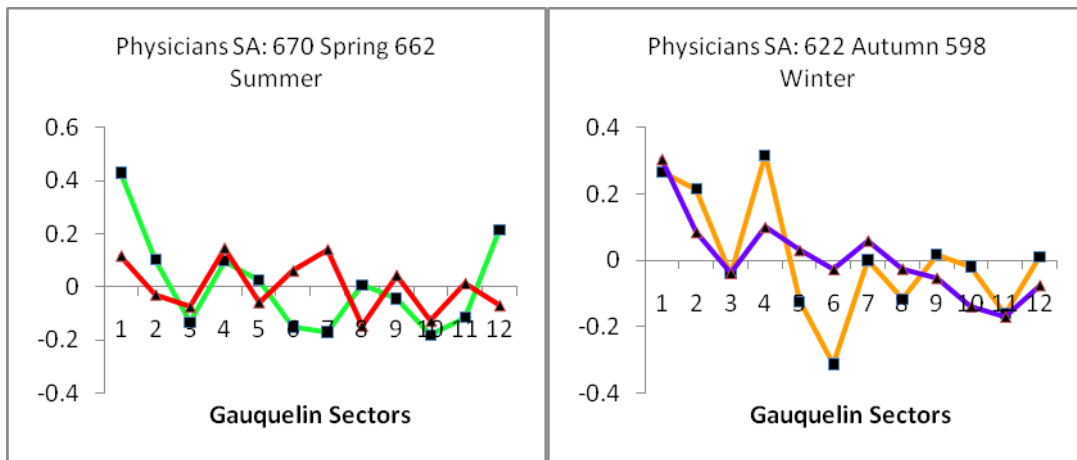 Physicians SA: 670 Spring 662
Summer
0.6
0.4
0.2
0
-0.2
-0.4
1 2 3 4 5 6 7 8 9 10 11 12
Gauquelin Sectors
Physicians SA: 622 Autumn 598
Winter
0.4
0.2
0
-0.2
-0.4
1 2 3 4 5 6 7 8 9 10 11 12
Gauquelin Sectors